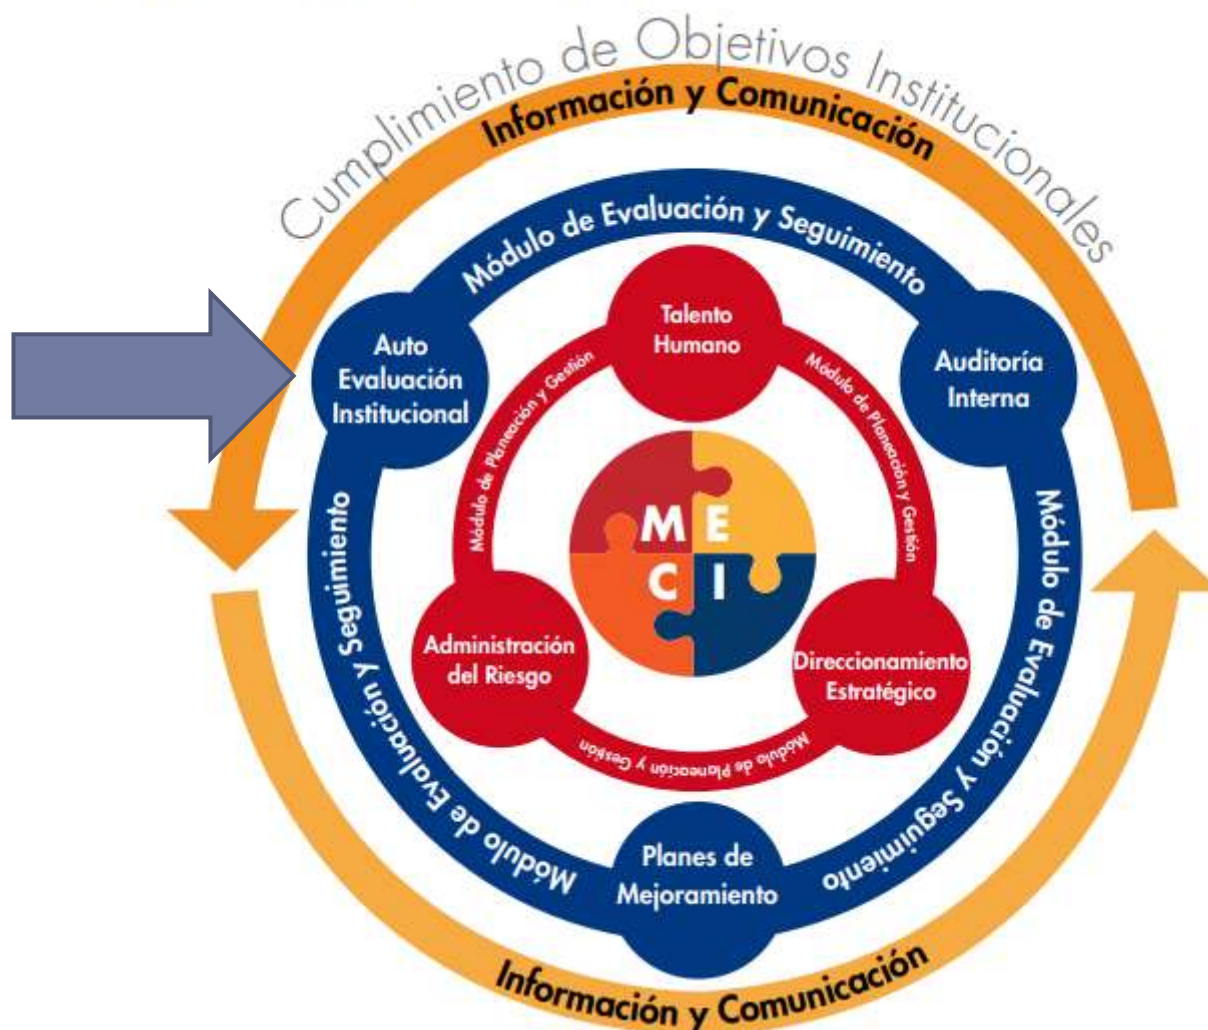 Cumplimiento de Objetivos Institucionales
Información y Comunicación
Módulo de Evaluación y Seguimiento
Talento
Humano
Auto
Evaluación
Institucional
Auditoría
Interna
Módulo de Planeación y Gestión
Módulo de Planeación y Gestión
M E
C I
Módulo de Evaluación y Seguimiento
Módulo de Evaluación y Seguimiento
Administración
del Riesgo
Direccionamiento
Estratégico
Módulo de Planeación y Gestión
Planes de
Mejoramiento
Información y Comunicación